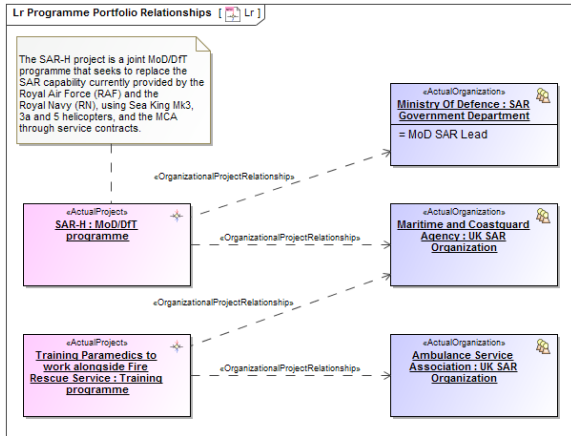 Lr Programme Portfolio Relationships [ Lr ]
The SAR-H project is a joint MoD/DfT
programme that seeks to replace the
SAR capability currently provided by the
Royal Air Force (RAF) and the
Royal Navy (RN), using Sea King Mk3,
3a and 5 helicopters, and the MCA
through service contracts.
«ActualOrganization»
Ministry Of Defence : SAR
Government Department
= MoD SAR Lead
«OrganizationalProjectRelationship»
«ActualProject»
SAR-H : MoD/DfT
programme
«OrganizationalProjectRelationship»
«ActualOrganization»
Maritime and Coastguard
Agency : UK SAR
Organization
«OrganizationalProjectRelationship»
«ActualProject»
Training Paramedics to
work alongside Fire
Rescue Service : Training
programme
«OrganizationalProjectRelationship»
«ActualOrganization»
Ambulance Service
Association : UK SAR
Organization